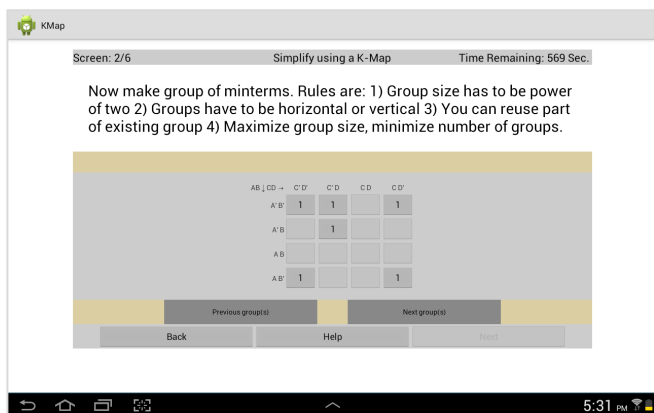 KMap
Screen: 2/6 Simplify using a K-Map Time Remaining: 569 Sec.
Now make group of minterms. Rules are: 1) Group size has to be power
of two 2) Groups have to be horizontal or vertical 3) You can reuse part
of existing group 4) Maximize group size, minimize number of groups.
AB ↓ CD → C' D' C' D C D C D'
A' B' 1 1 1
A' B 1
A B
A B' 1 1
Previous group(s) Next group(s)
Back Help Next
5:31 PM